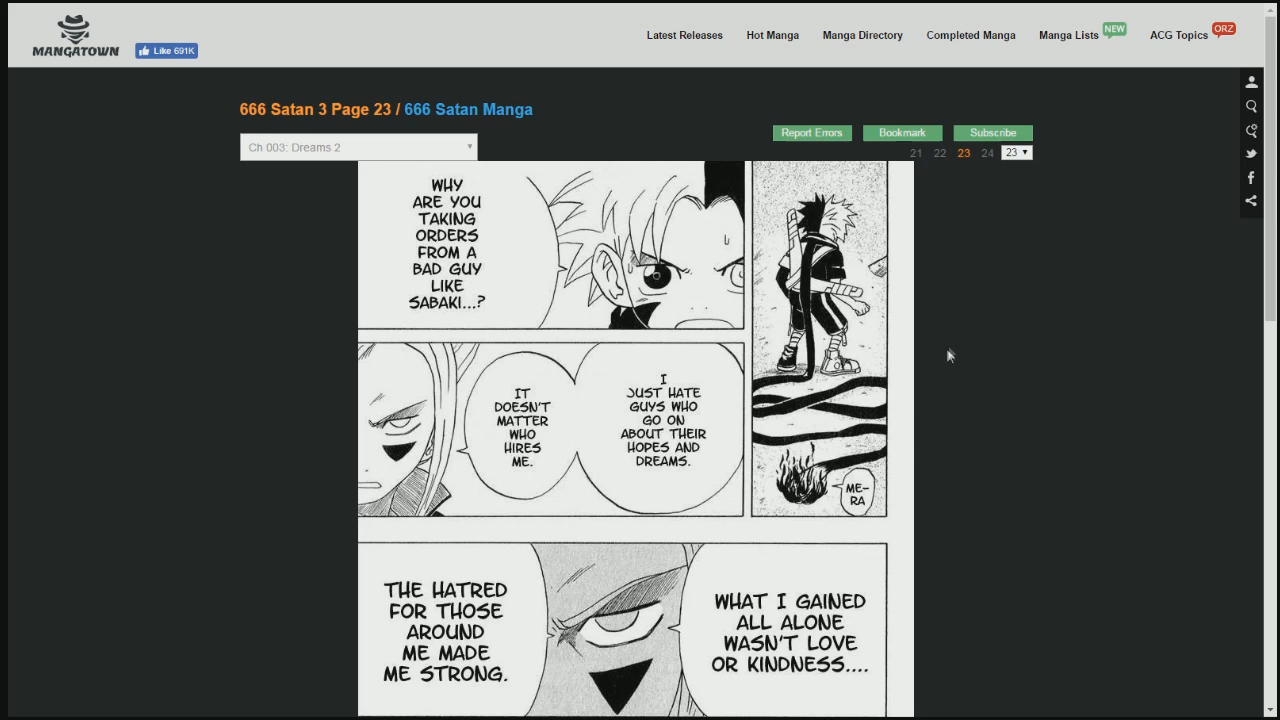 MANGATOWN
Like 691K
Latest Releases
Hot Manga
Manga Directory
Completed Manga
Manga Lists
NEW
ACG Topics
ORZ
666 Satan 3 Page 23 / 666 Satan Manga
Report Errors
Bookmark
Subscribe
Ch 003: Dreams 2
21
22
23
24
23
WHY
ARE YOU
TAKING
ORDERS
FROM A
BAD GUY
LIKE
SABAKI...?
ME-
RA
I
JUST HATE
GUYS WHO
GO ON
ABOUT THEIR
HOPES AND
DREAMS.
IT
DOESN'T
MATTER
WHO
HIRES
ME.
WHAT I GAINED
ALL ALONE
WASN'T LOVE
OR KINDNESS....
THE HATRED
FOR THOSE
AROUND
ME MADE
ME STRONG.